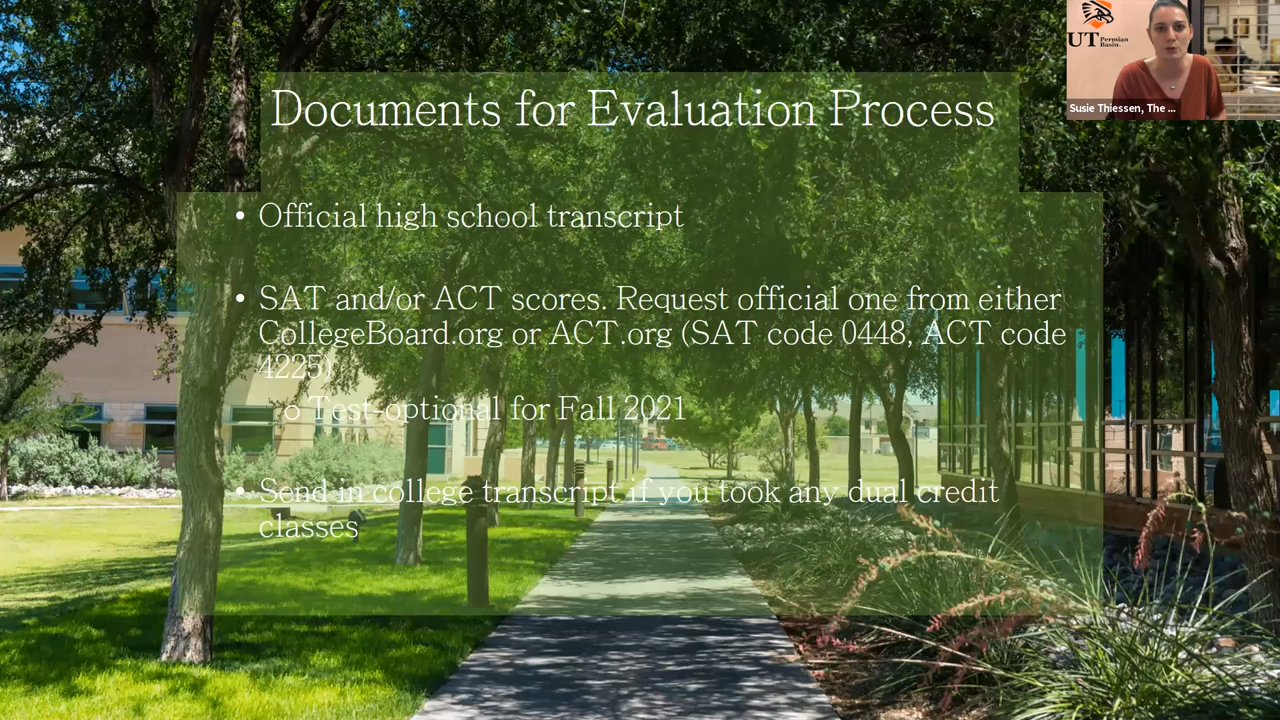 UT Permian
Basin.
Susie Thiessen, The ...
Documents for Evaluation Process
• Official high school transcript
• SAT and/or ACT scores. Request official one from either
CollegeBoard.org or ACT.org (SAT code 0448, ACT code
4225)
o Test-optional for Fall 2021
• Send in college transcript if you took any dual credit
classes